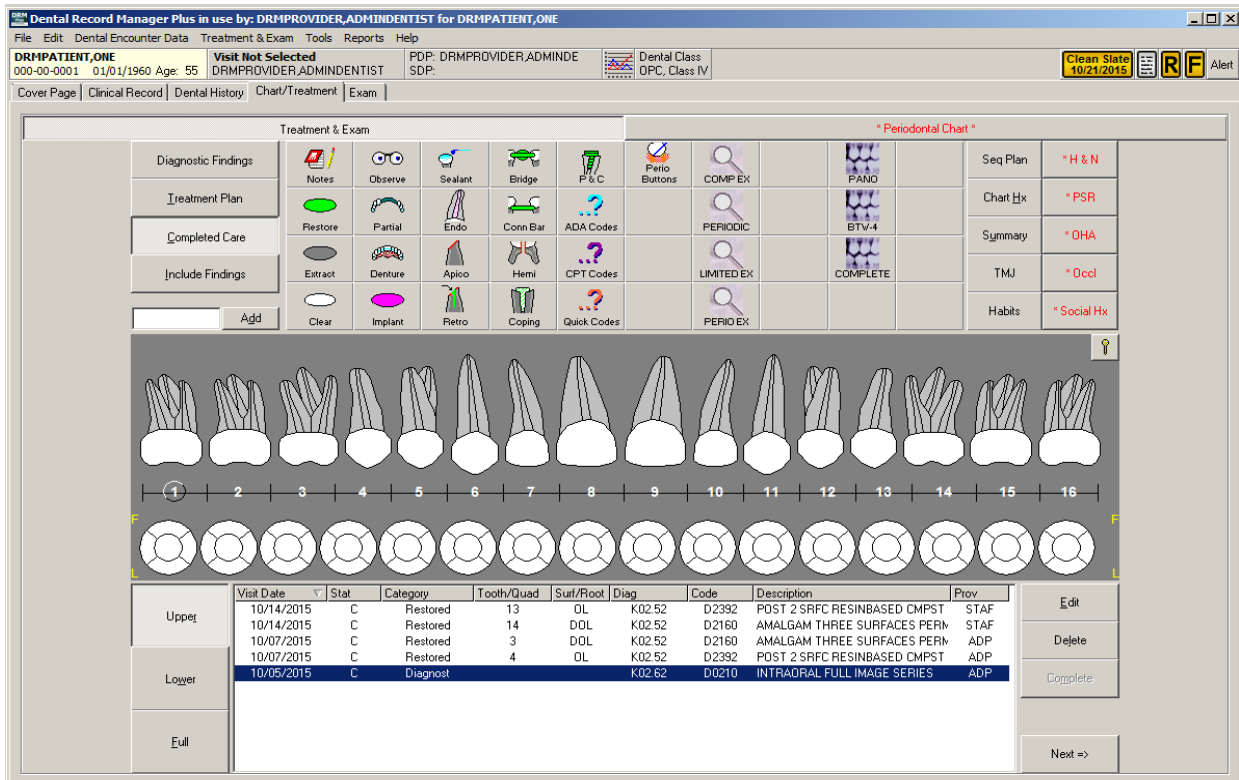 Dental Record Manager Plus in use by: DRMPROVIDER,ADMINDENTIST for DRMPATIENT,ONE
File Edit Dental Encounter Data Treatment & Exam Tools Reports Help
DRMPATIENT,ONE Visit Not Selected PDP: DRMPROVIDER,ADMINDE Dental Class Clean Slate R F Alert
000-00-0001 01/01/1960 Age: 55 DRMPROVIDER,ADMINDENTIST SDP: OPC, Class IV 10/21/2015
Cover Page Clinical Record Dental History Chart/Treatment Exam
Treatment & Exam * Periodontal Chart *
Diagnostic Findings Notes Observe Sealant Bridge P & C Perio Buttons COMP EX PANO Seq Plan * H & N
Treatment Plan Restore Partial Endo Conn Bar ..? ADA Codes PERIODIC BTW-4 Chart Hx * PSR
Completed Care Extract Denture Apico Hemi ..? CPT Codes LIMITED EX COMPLETE Summary * OHA
Include Findings TMJ * Occl
Add Clear Implant Retro Coping ..? Quick Codes PERIO EX Habits * Social Hx
1 2 3 4 5 6 7 8 9 10 11 12 13 14 15 16
F F
L L
Upper
Lower
Full
Visit Date Stat Category Tooth/Quad Surf/Root Diag Code Description Prov
10/14/2015 C Restored 13 OL K02.52 D2392 POST 2 SRFC RESINBASED CMPST STAF
10/14/2015 C Restored 14 DOL K02.52 D2160 AMALGAM THREE SURFACES PERM STAF
10/07/2015 C Restored 3 DOL K02.52 D2160 AMALGAM THREE SURFACES PERM ADP
10/07/2015 C Restored 4 OL K02.52 D2392 POST 2 SRFC RESINBASED CMPST ADP
10/05/2015 C Diagnost K02.62 D0210 INTRAORAL FULL IMAGE SERIES ADP
Edit
Delete
Complete
Next =>